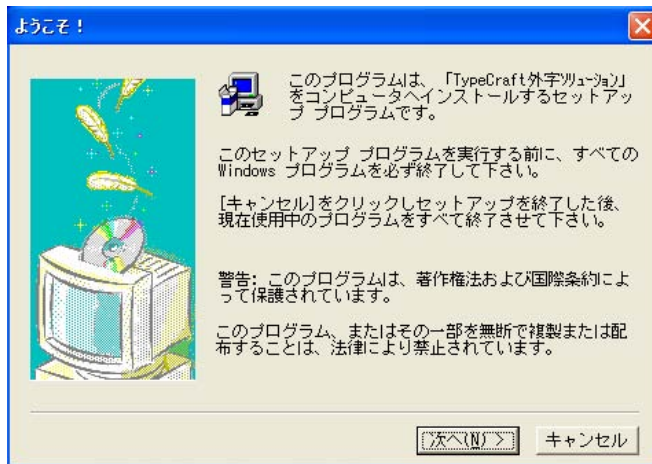 ようこそ!
このプログラムは、「TypeCraft外字ソリューション」
をコンピュータへインストールするセットアッ
プ プログラムです。
このセットアップ プログラムを実行する前に、すべての
Windows プログラムを必ず終了して下さい。
[キャンセル]をクリックしセットアップを終了した後、
現在使用中のプログラムをすべて終了させて下さい。
警告: このプログラムは、著作権法および国際条約によ
って保護されています。
このプログラム、またはその一部を無断で複製または配
布することは、法律により禁止されています。
次へ(N) >
キャンセル